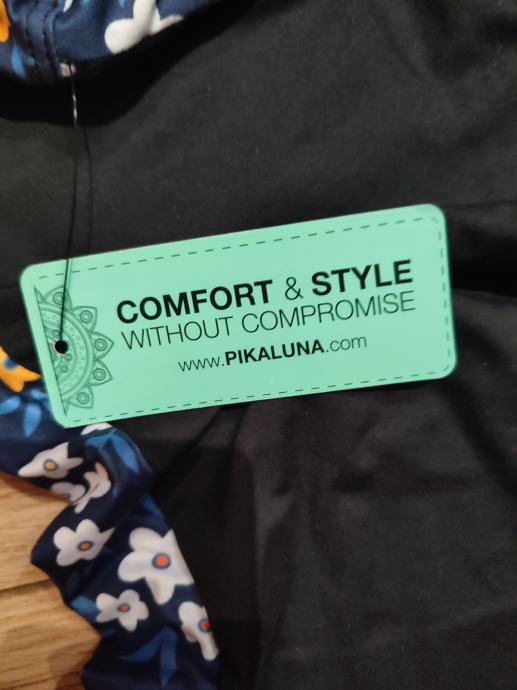 COMFORT & STYLE
WITHOUT COMPROMISE
www.PIKALUNA.com